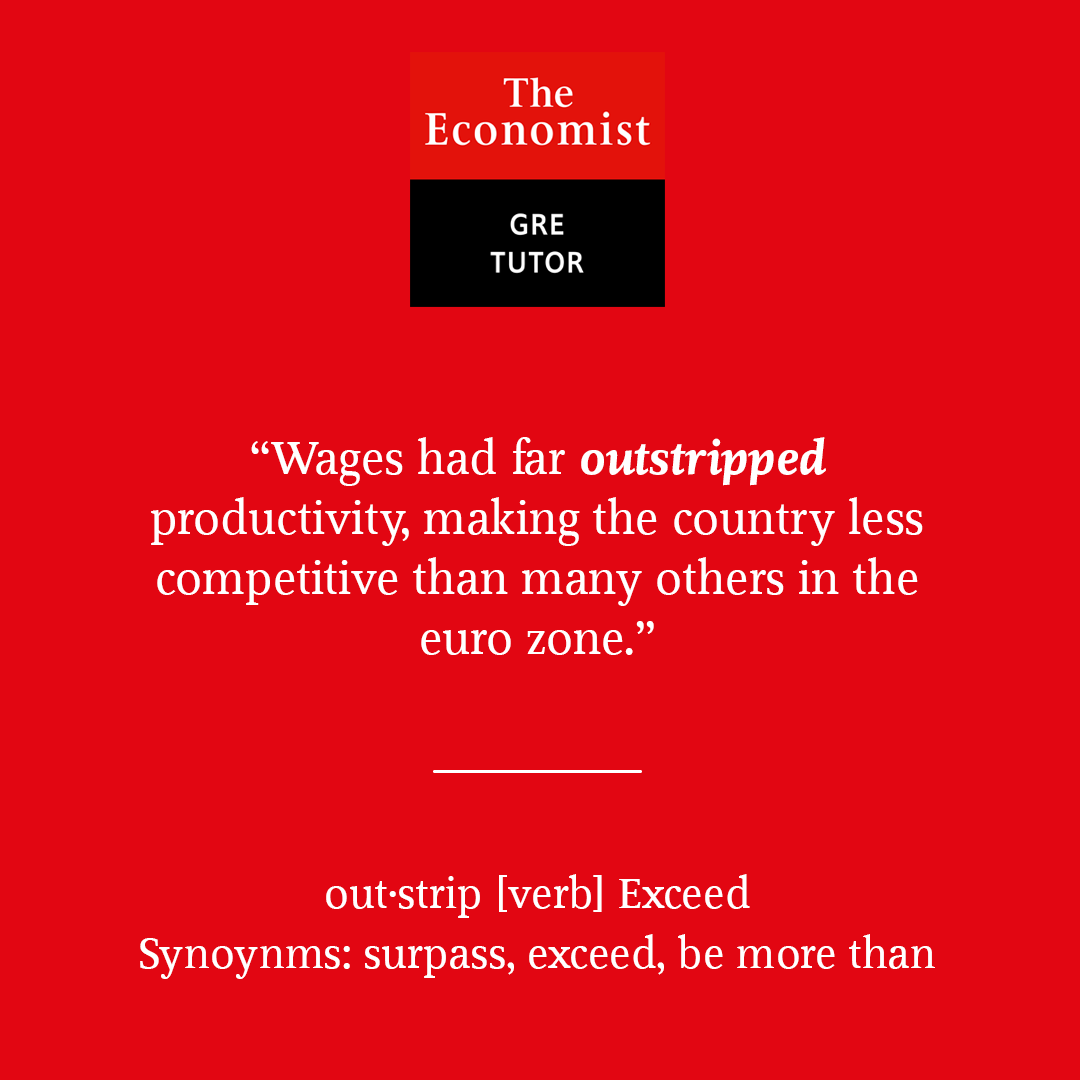 The
Economist
GRE
TUTOR
“Wages had far outstripped
productivity, making the country less
competitive than many others in the
euro zone.”
out·strip [verb] Exceed
Synoynms: surpass, exceed, be more than